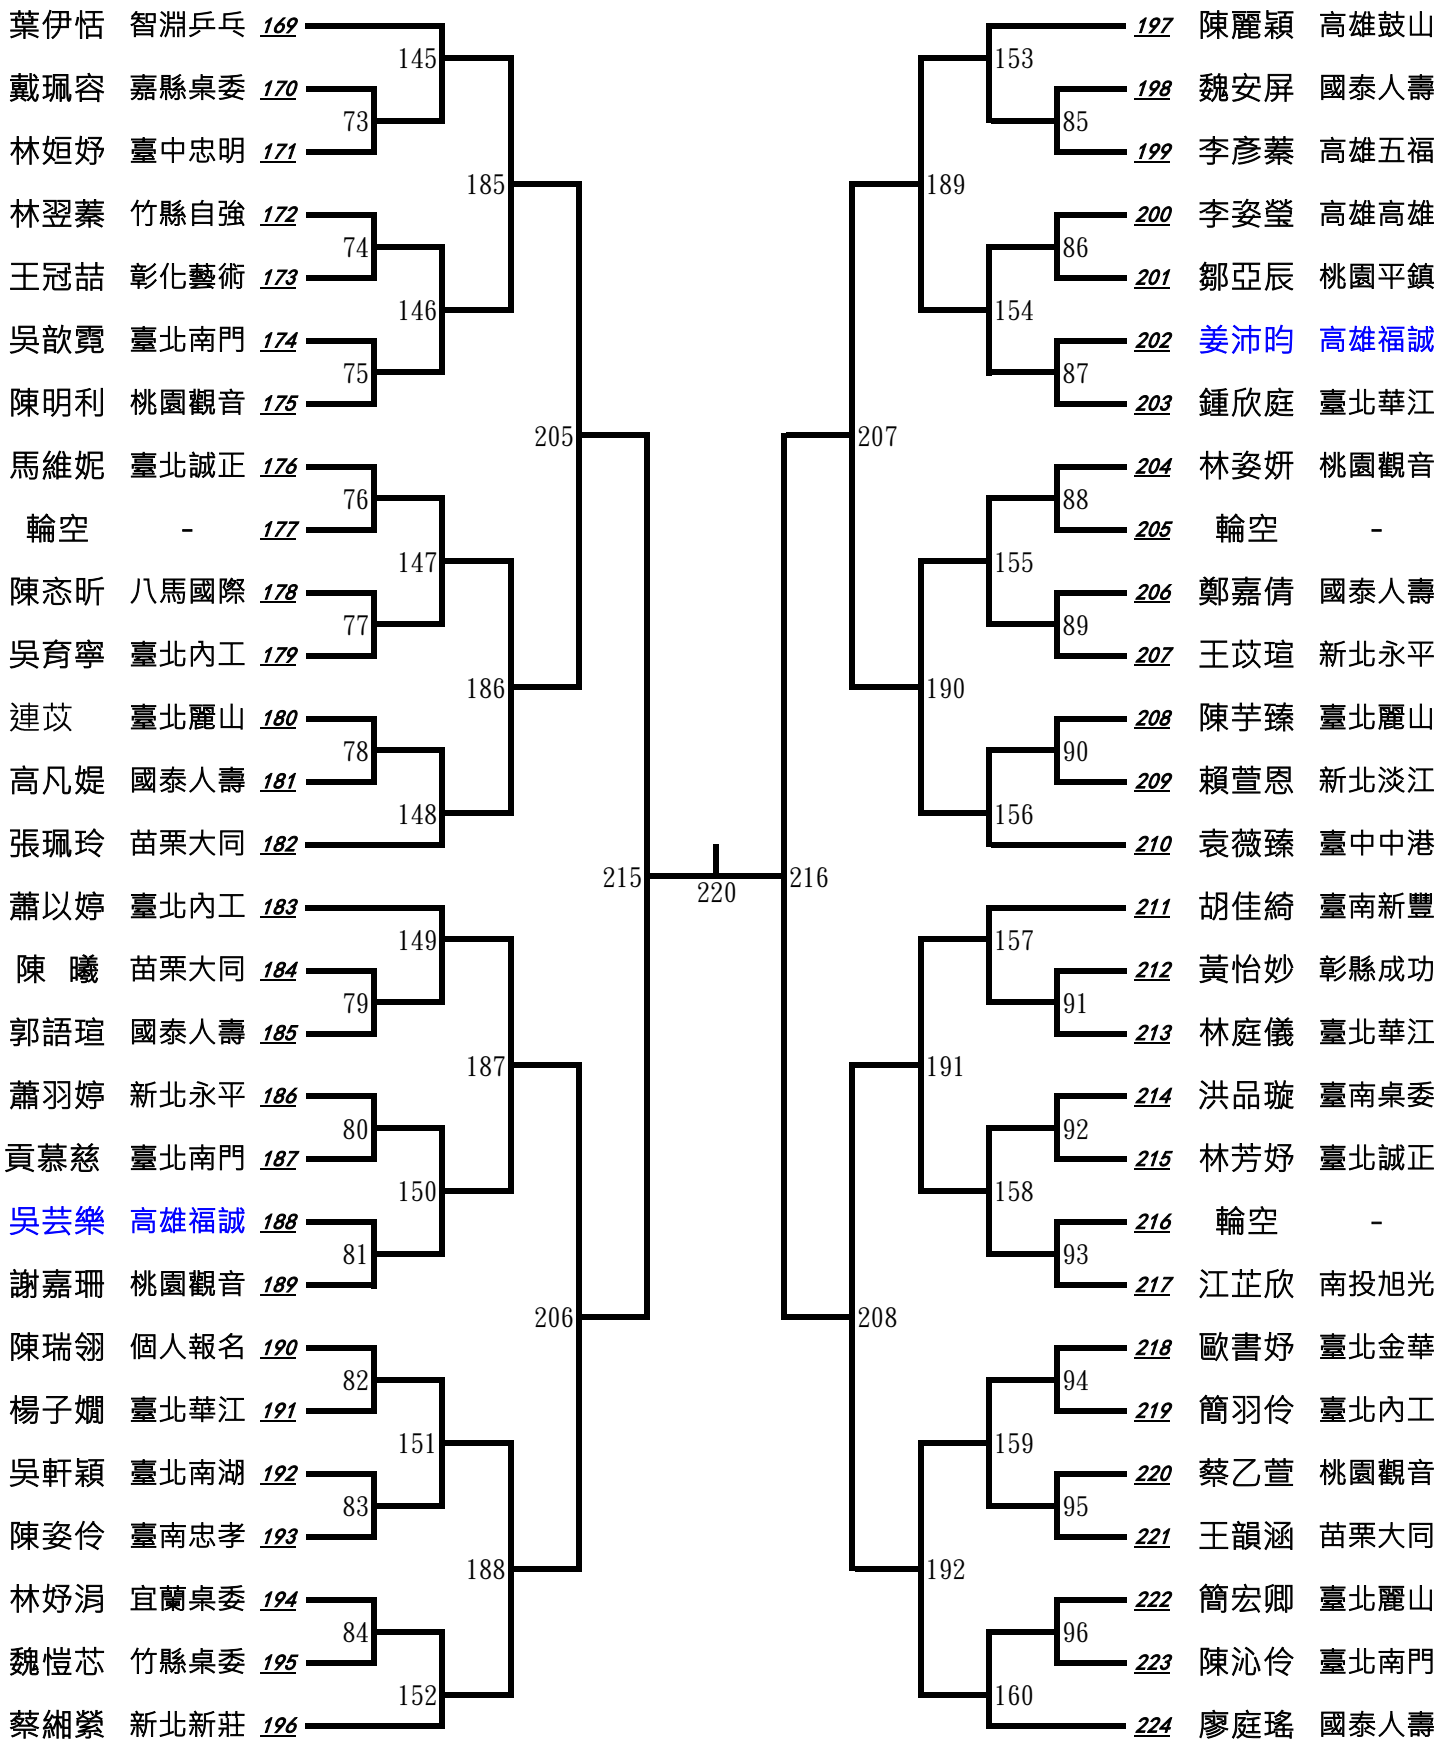 葉伊恬 智淵乒乓 169
戴珮容 嘉縣桌委 170
林姮妤 臺中忠明 171
林翌蓁 竹縣自強 172
王冠喆 彰化藝術 173
吳歆霓 臺北南門 174
陳明利 桃園觀音 175
馬維妮 臺北誠正 176
輪空 - 177
陳忞昕 八馬國際 178
吳育寧 臺北內工 179
連苡 臺北麗山 180
高凡媞 國泰人壽 181
張珮玲 苗栗大同 182
蕭以婷 臺北內工 183
陳 曦 苗栗大同 184
郭語瑄 國泰人壽 185
蕭羽婷 新北永平 186
貢慕慈 臺北南門 187
吳芸樂 高雄福誠 188
謝嘉珊 桃園觀音 189
陳瑞翎 個人報名 190
楊子嫺 臺北華江 191
吳軒穎 臺北南湖 192
陳姿伶 臺南忠孝 193
林妤涓 宜蘭桌委 194
魏愷芯 竹縣桌委 195
蔡緗縈 新北新莊 196
73
74
75
76
77
78
79
80
81
82
83
84
145
146
147
148
149
150
151
152
185
186
187
188
205
206
215
220
216
207
208
189
190
191
192
153
154
155
156
157
158
159
160
85
86
87
88
89
90
91
92
93
94
95
96
197 陳麗穎 高雄鼓山
198 魏安屏 國泰人壽
199 李彥蓁 高雄五福
200 李姿瑩 高雄高雄
201 鄒亞辰 桃園平鎮
202 姜沛昀 高雄福誠
203 鍾欣庭 臺北華江
204 林姿妍 桃園觀音
205 輪空 -
206 鄭嘉倩 國泰人壽
207 王苡瑄 新北永平
208 陳芓臻 臺北麗山
209 賴萱恩 新北淡江
210 袁薇臻 臺中中港
211 胡佳綺 臺南新豐
212 黃怡妙 彰縣成功
213 林庭儀 臺北華江
214 洪品璇 臺南桌委
215 林芳妤 臺北誠正
216 輪空 -
217 江芷欣 南投旭光
218 歐書妤 臺北金華
219 簡羽伶 臺北內工
220 蔡乙萱 桃園觀音
221 王韻涵 苗栗大同
222 簡宏卿 臺北麗山
223 陳沁伶 臺北南門
224 廖庭瑤 國泰人壽